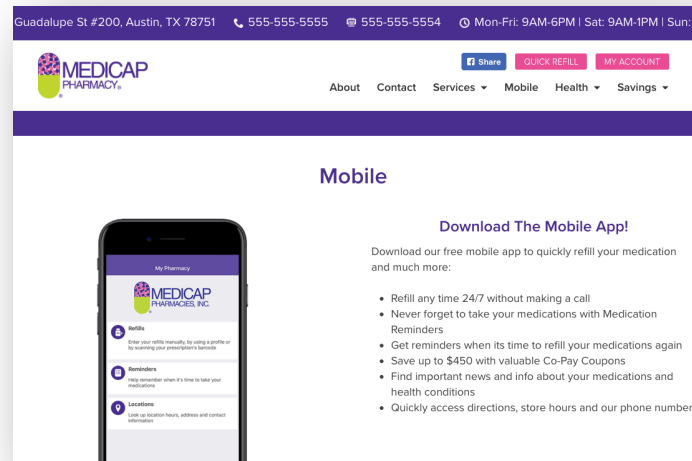 Guadalupe St #200, Austin, TX 78751 555-555-5555 555-555-5554 Mon-Fri: 9AM-6PM | Sat: 9AM-1PM | Sun:
MEDICAP
PHARMACY®
Share QUICK REFILL MY ACCOUNT
About Contact Services Mobile Health Savings
Mobile
My Pharmacy
MEDICAP
PHARMACIES, INC.
Refills
Enter your refills manually, by using a profile or
by scanning your prescription's barcode
Reminders
Help remember when it's time to take your
medications
Locations
Look up location hours, address and contact
information
Download The Mobile App!
Download our free mobile app to quickly refill your medication
and much more:
• Refill any time 24/7 without making a call
• Never forget to take your medications with Medication
Reminders
• Get reminders when its time to refill your medications again
• Save up to $450 with valuable Co-Pay Coupons
• Find important news and info about your medications and
health conditions
• Quickly access directions, store hours and our phone number